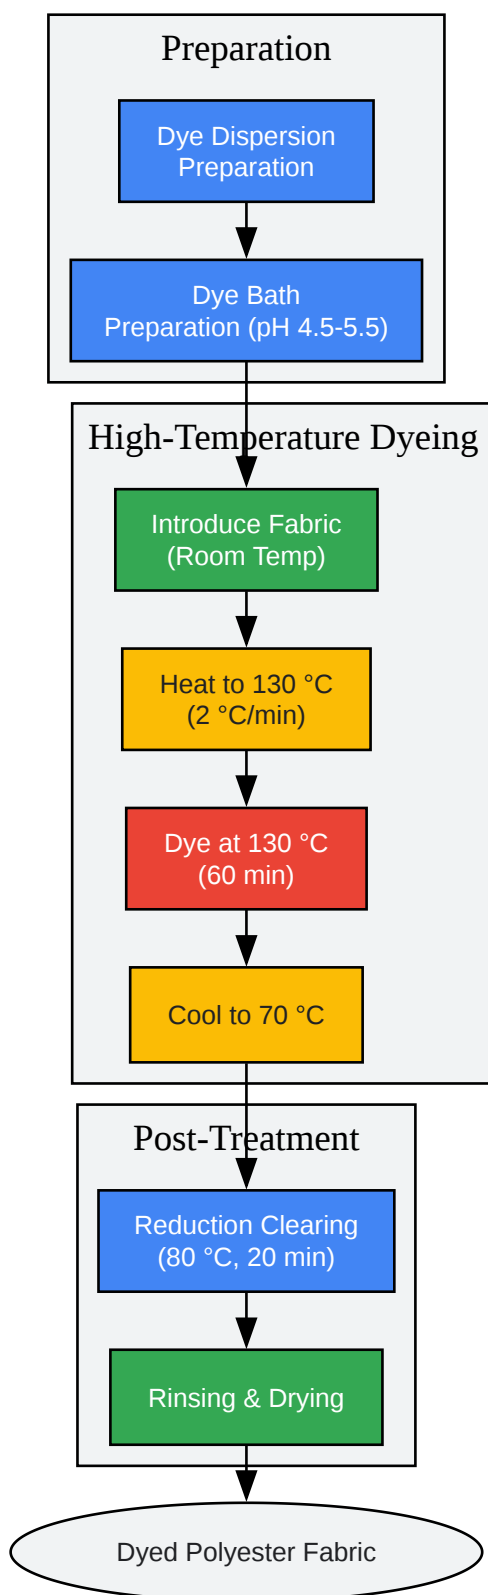 Preparation
Dye Dispersion
Preparation
Dye Bath
Preparation (pH 4.5-5.5)
High-Temperature Dyeing
Introduce Fabric
(Room Temp)
Heat to 130 °C
(2 °C/min)
Dye at 130 °C
(60 min)
Cool to 70 °C
Post-Treatment
Reduction Clearing
(80 °C, 20 min)
Rinsing & Drying
Dyed Polyester Fabric